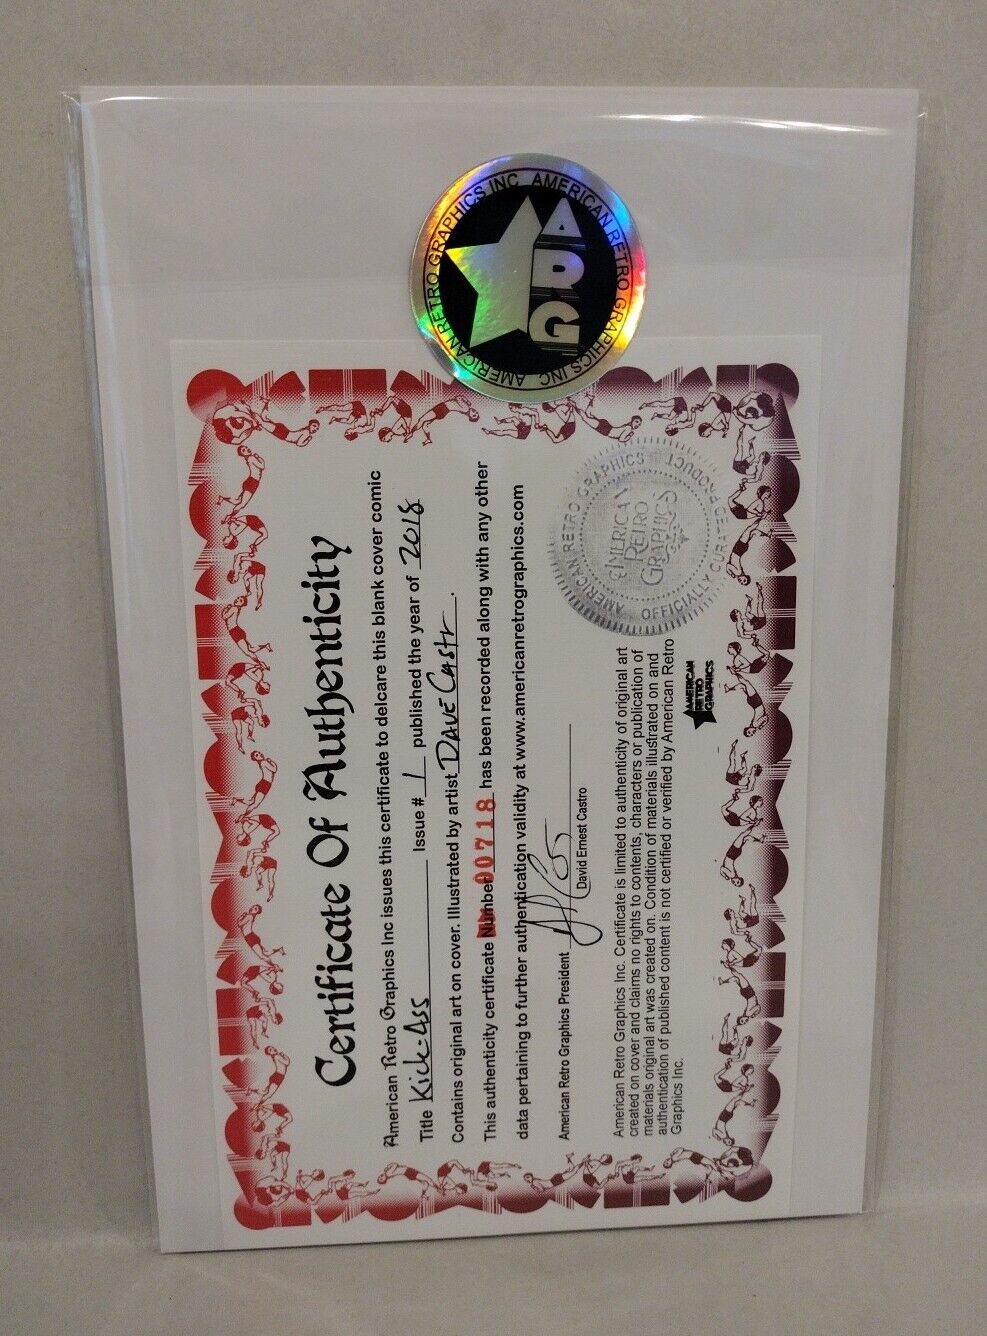 AMERICAN RETRO GRAPHICS INC AMERICAN RETRO GRAPHICS INC
ARG
Certificate Of Authenticity
American Retro Graphics Inc issues this certificate to delcare this blank cover comic
Title Kick-Ass Issue # 1 published the year of 2018
Contains original art on cover. Illustrated by artist Dave Castr.
This authenticity certificate Number 00718 has been recorded along with any other
data pertaining to further authentication validity at www.americanretrographics.com
American Retro Graphics President
David Ernest Castro
American Retro Graphics Inc. Certificate is limited to authenticity of original art
created on cover and claims no rights to contents, characters or publication of
materials original art was created on. Condition of materials illustrated on and
authentication of published content is not certified or verified by American Retro
Graphics Inc.
AMERICAN
RETRO
GRAPHICS
AMERICAN RETRO GRAPHICS
OFFICIALLY CURATED PRODUCT
AMERICAN
RETRO
GRAPHICS